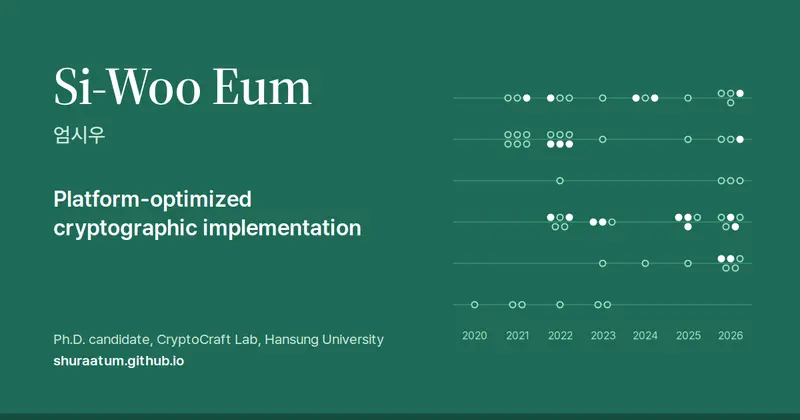 Si-Woo Eum
엄시우
Platform-optimized
cryptographic implementation
Ph.D. candidate, CryptoCraft Lab, Hansung University
shuraatum.github.io
2020 2021 2022 2023 2024 2025 2026